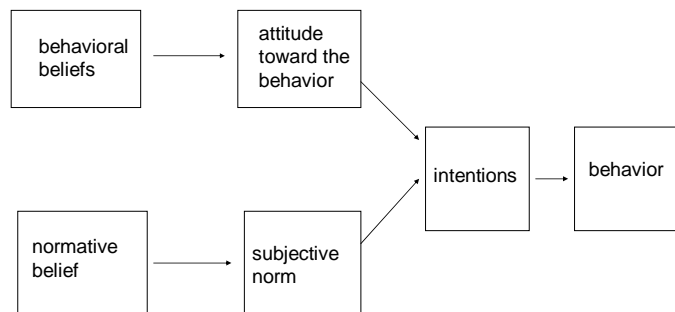 behavioral
beliefs
attitude
toward the
behavior
normative
belief
subjective
norm
intentions
behavior